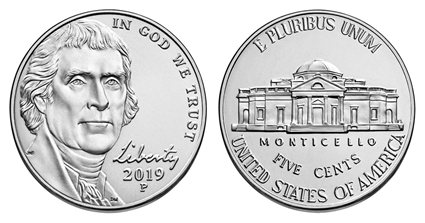 IN GOD WE TRUST
Liberty
2019
P
E PLURIBUS UNUM
MONTICELLO
FIVE CENTS
UNITED STATES OF AMERICA